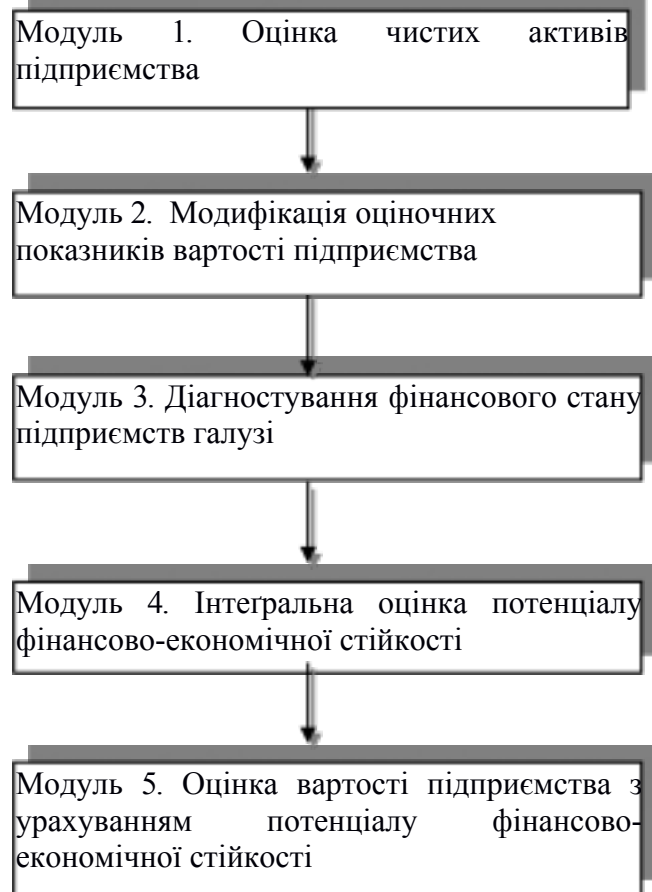 Модуль 1. Оцінка чистих активів
підприємства
Модуль 2. Модифікація оціночних
показників вартості підприємства
Модуль 3. Діагностування фінансового стану
підприємств галузі
Модуль 4. Інтеґральна оцінка потенціалу
фінансово-економічної стійкості
Модуль 5. Оцінка вартості підприємства з
урахуванням потенціалу фінансово-
економічної стійкості